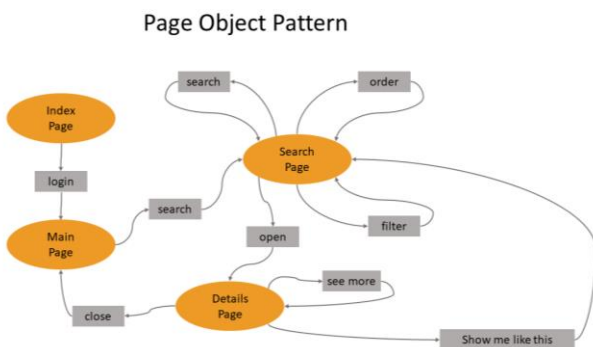 Page Object Pattern
search
order
Index
Page
Search
Page
login
search
filter
Main
Page
open
see more
Details
Page
close
Show me like this